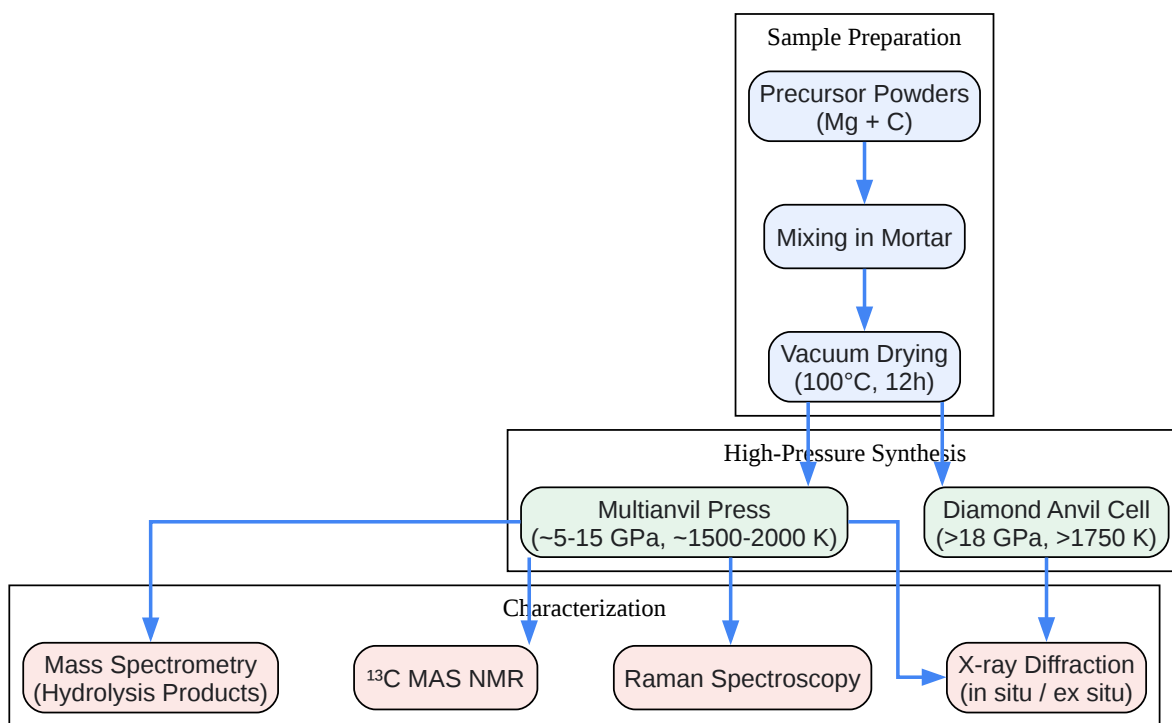 Sample Preparation
Precursor Powders
(Mg + C)
Mixing in Mortar
Vacuum Drying
(100°C, 12h)
High-Pressure Synthesis
Multianvil Press
(~5-15 GPa, ~1500-2000 K)
Diamond Anvil Cell
(>18 GPa, >1750 K)
Characterization
Mass Spectrometry
(Hydrolysis Products)
¹³C MAS NMR
Raman Spectroscopy
X-ray Diffraction
(in situ / ex situ)